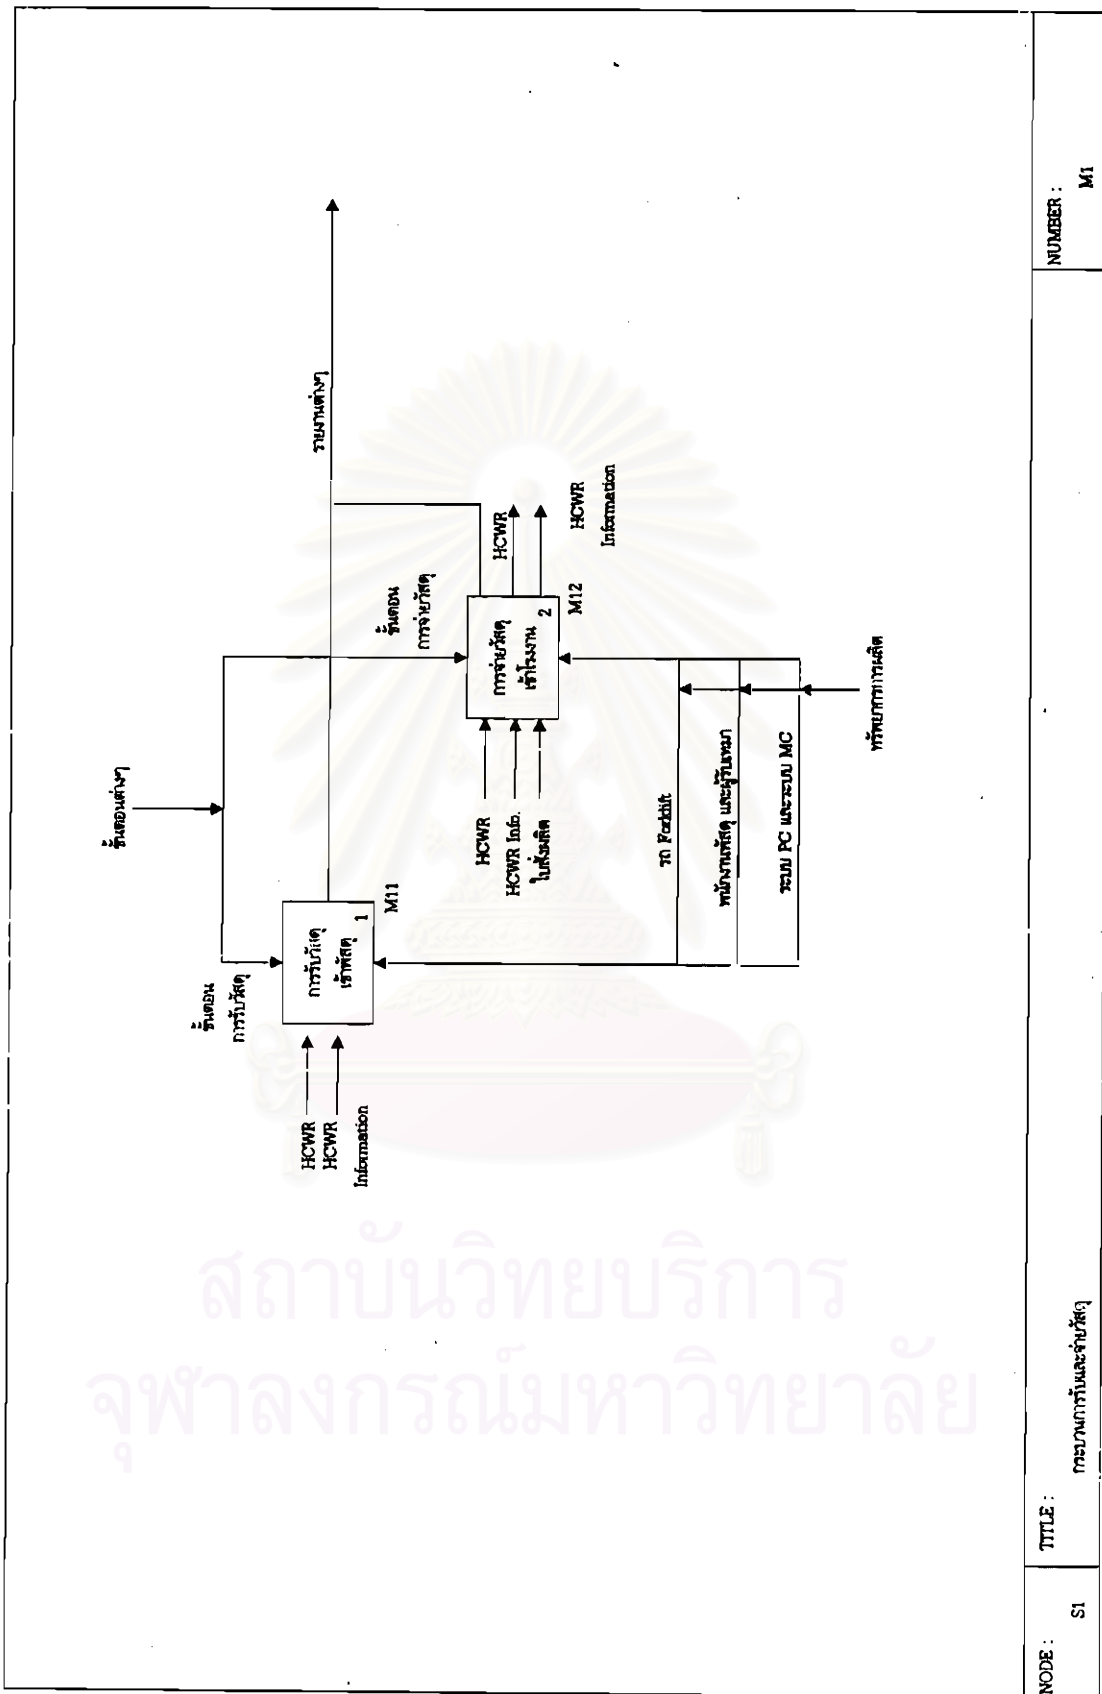 ขั้นตอนต่างๆ
ขั้นตอน
การรับวัสดุ
HCWR
HCWR
Information
การรับวัสดุ
เข้าพัสดุ
1
M11
รายงานต่างๆ
ขั้นตอน
การจ่ายวัสดุ
HCWR
HCWR Info.
ใบสั่งผลิต
การจ่ายวัสดุ
เข้าโรงงาน
2
M12
HCWR
HCWR
Information
รถ Forklift
พนักงานพัสดุ และผู้รับเหมา
ระบบ PC และระบบ MC
ทรัพยากรการผลิต
สถาบันวิทยบริการ
จุฬาลงกรณ์มหาวิทยาลัย
NODE :
S1
TITLE :
กระบวนการรับและจ่ายวัสดุ
NUMBER :
M1